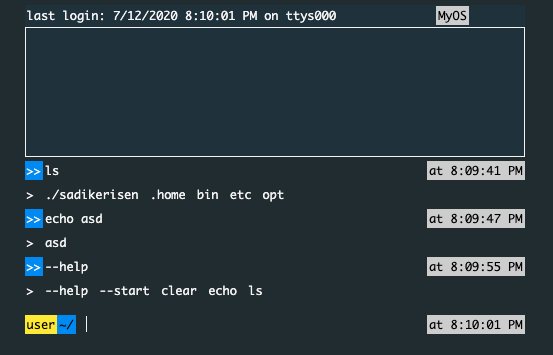 last login: 7/12/2020 8:10:01 PM on ttys000 MyOS
>> ls at 8:09:41 PM
> ./sadikerisen .home bin etc opt
>> echo asd at 8:09:47 PM
> asd
>> --help at 8:09:55 PM
> --help --start clear echo ls
user ~/ at 8:10:01 PM